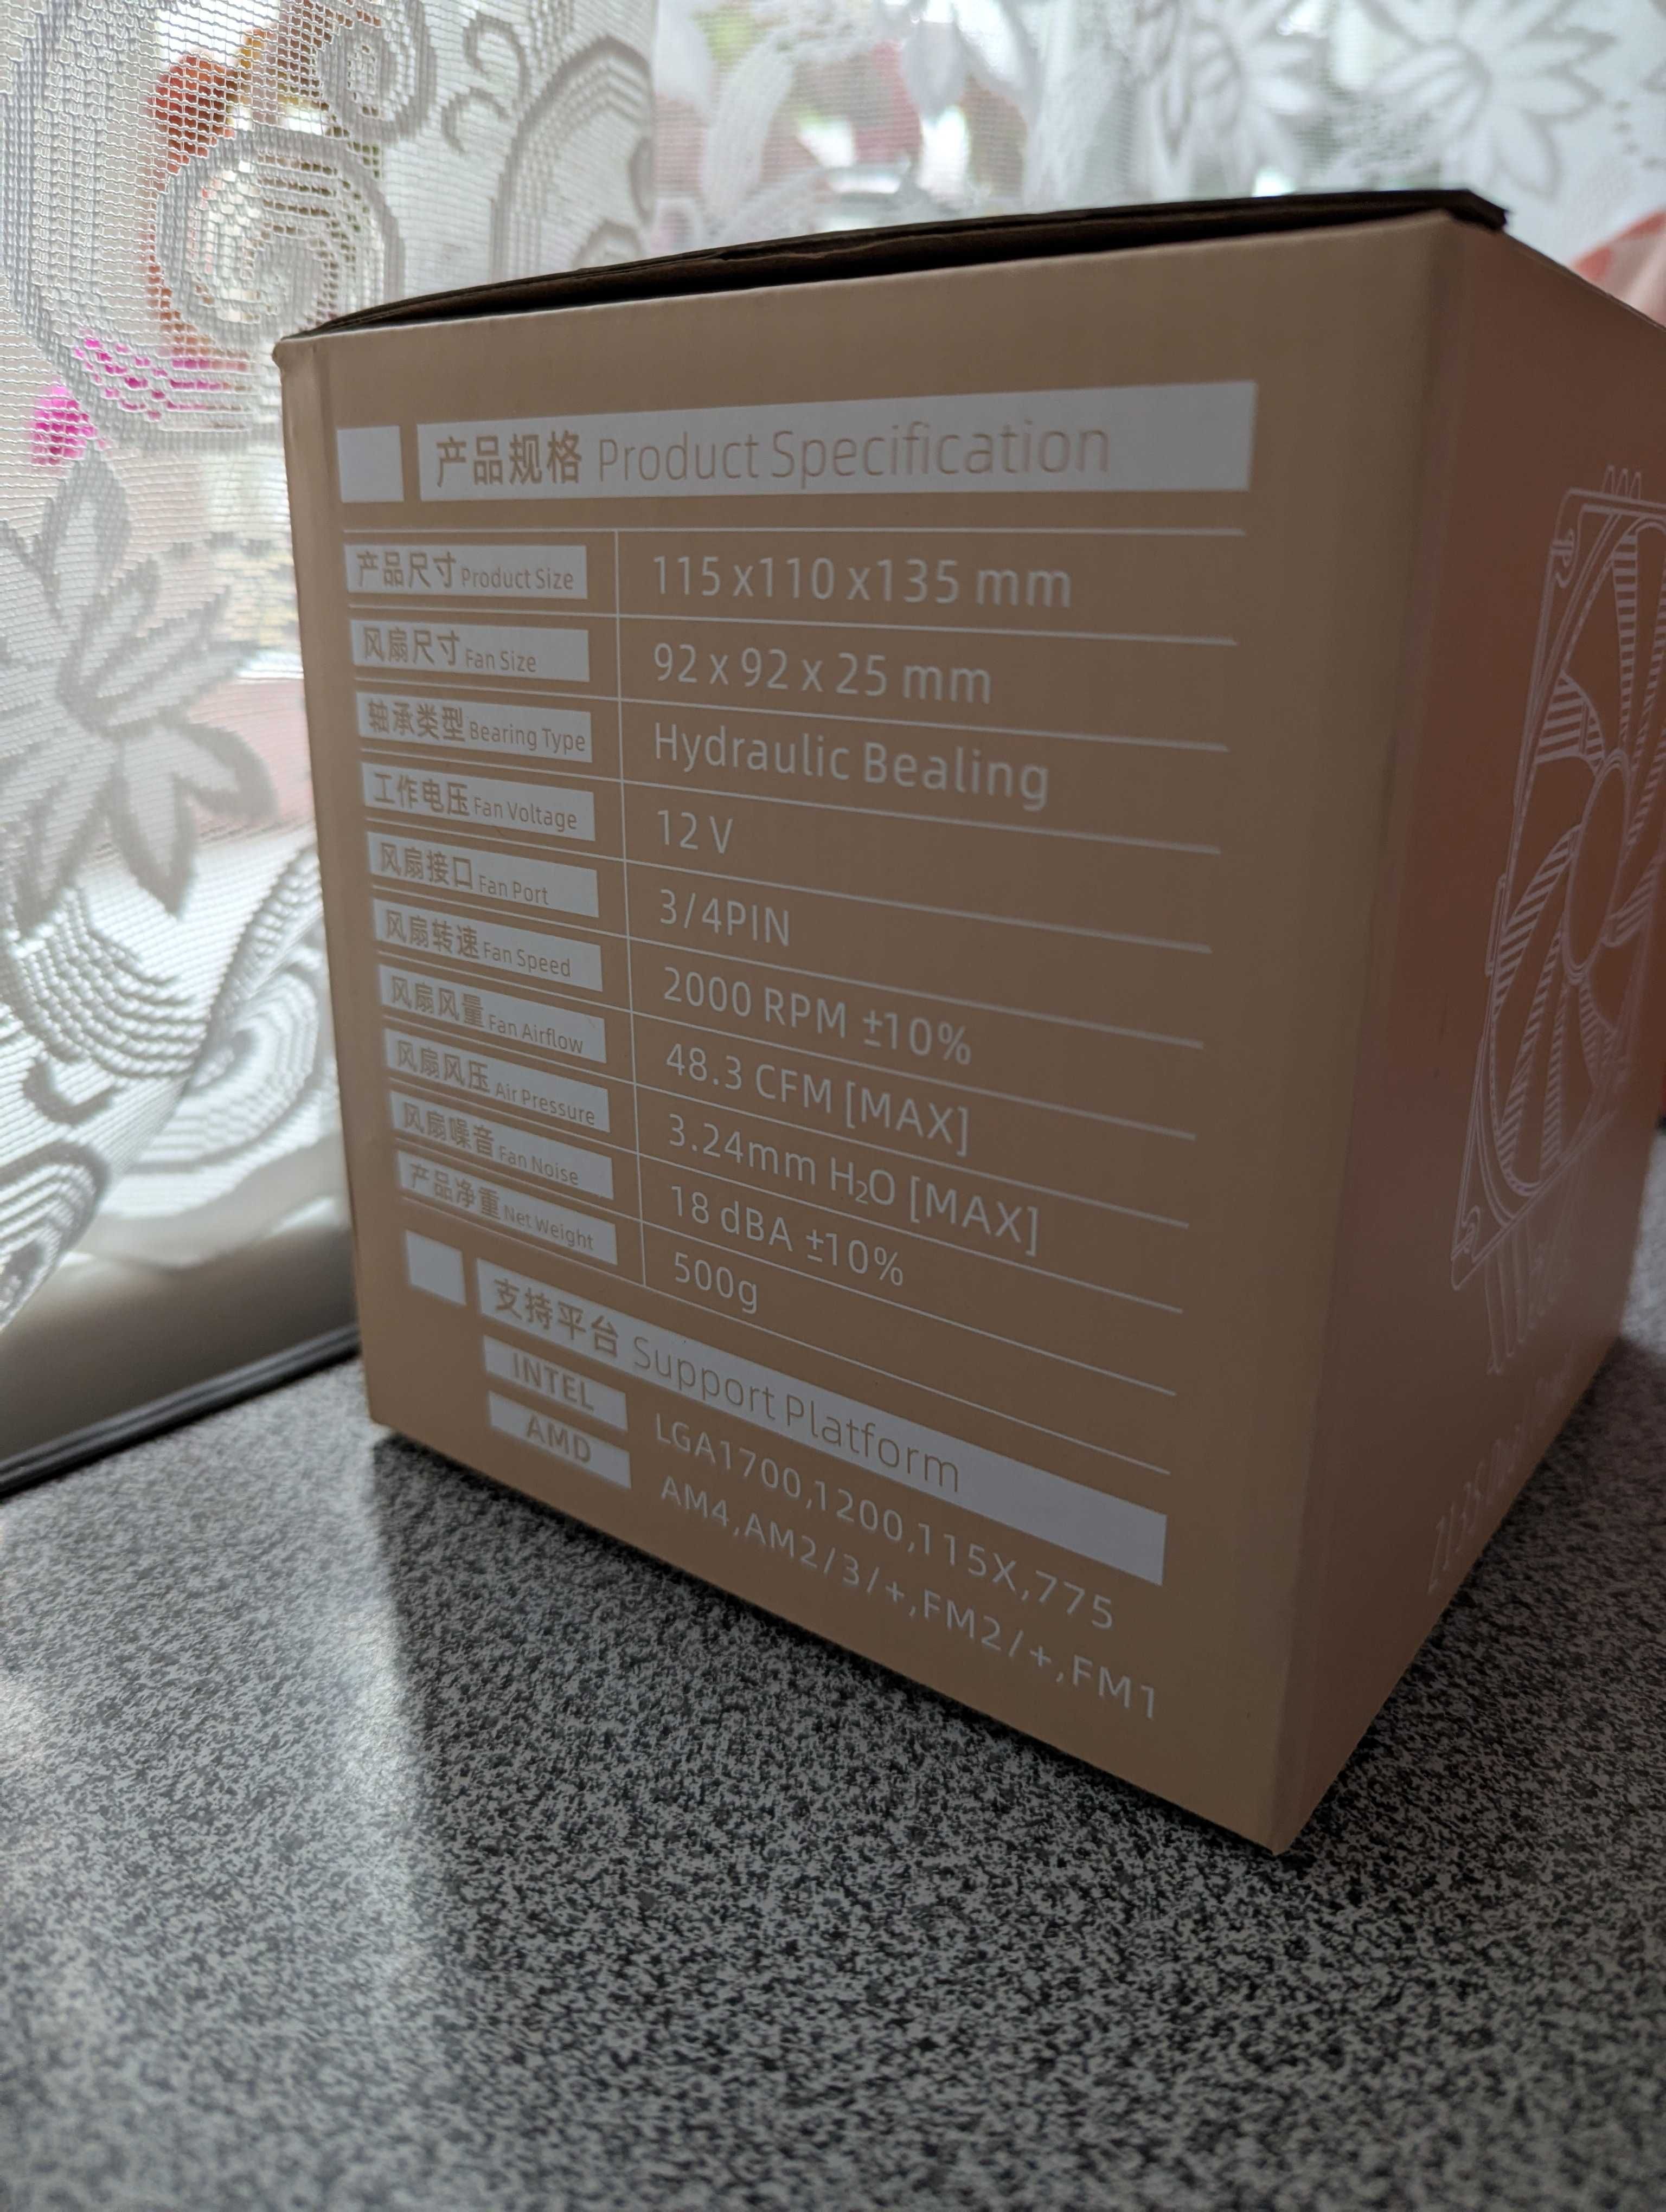 产品规格 Product Specification
产品尺寸 Product Size 115 x110 x135 mm
风扇尺寸 Fan Size 92 x 92 x 25 mm
轴承类型 Bearing Type Hydraulic Bealing
工作电压 Fan Voltage 12 V
风扇接口 Fan Port 3/4PIN
风扇转速 Fan Speed 2000 RPM ±10%
风扇风量 Fan Airflow 48.3 CFM [MAX]
风扇风压 Air Pressure 3.24mm H₂O [MAX]
风扇噪音 Fan Noise 18 dBA ±10%
产品净重 Net Weight 500g
支持平台 Support Platform
INTEL LGA1700,1200,115X,775
AMD AM4,AM2/3/+,FM2/+,FM1